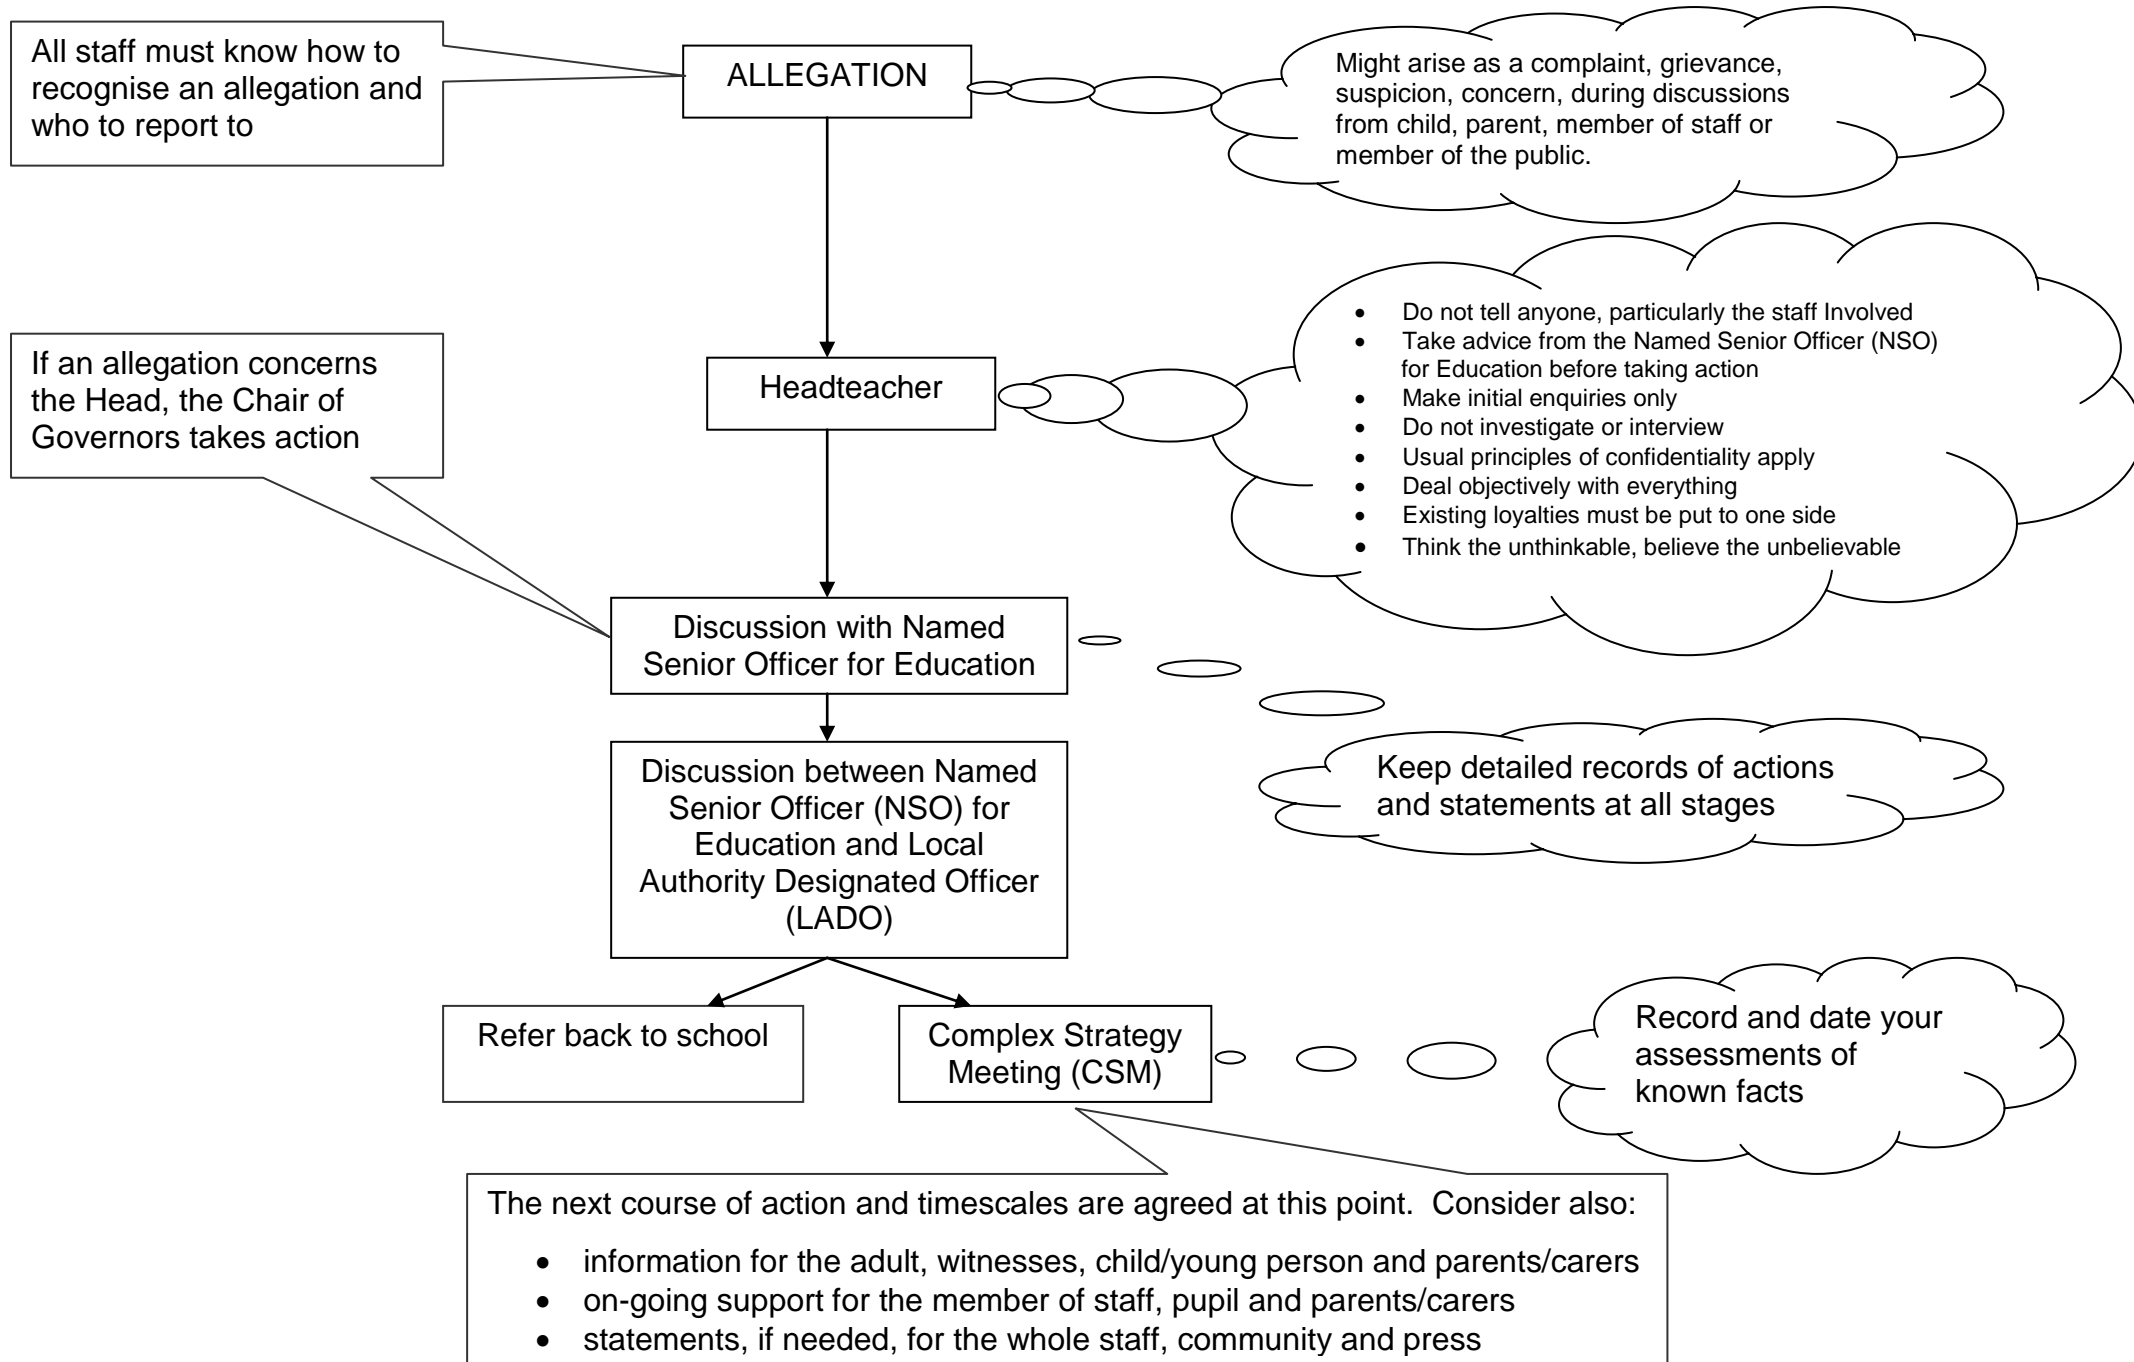 All staff must know how to
recognise an allegation and
who to report to
ALLEGATION
Might arise as a complaint, grievance,
suspicion, concern, during discussions
from child, parent, member of staff or
member of the public.
If an allegation concerns
the Head, the Chair of
Governors takes action
Headteacher
• Do not tell anyone, particularly the staff Involved
• Take advice from the Named Senior Officer (NSO)
for Education before taking action
• Make initial enquiries only
• Do not investigate or interview
• Usual principles of confidentiality apply
• Deal objectively with everything
• Existing loyalties must be put to one side
• Think the unthinkable, believe the unbelievable
Discussion with Named
Senior Officer for Education
Keep detailed records of actions
and statements at all stages
Discussion between Named
Senior Officer (NSO) for
Education and Local
Authority Designated Officer
(LADO)
Refer back to school
Complex Strategy
Meeting (CSM)
Record and date your
assessments of
known facts
The next course of action and timescales are agreed at this point.  Consider also:
• information for the adult, witnesses, child/young person and parents/carers
• on-going support for the member of staff, pupil and parents/carers
• statements, if needed, for the whole staff, community and press